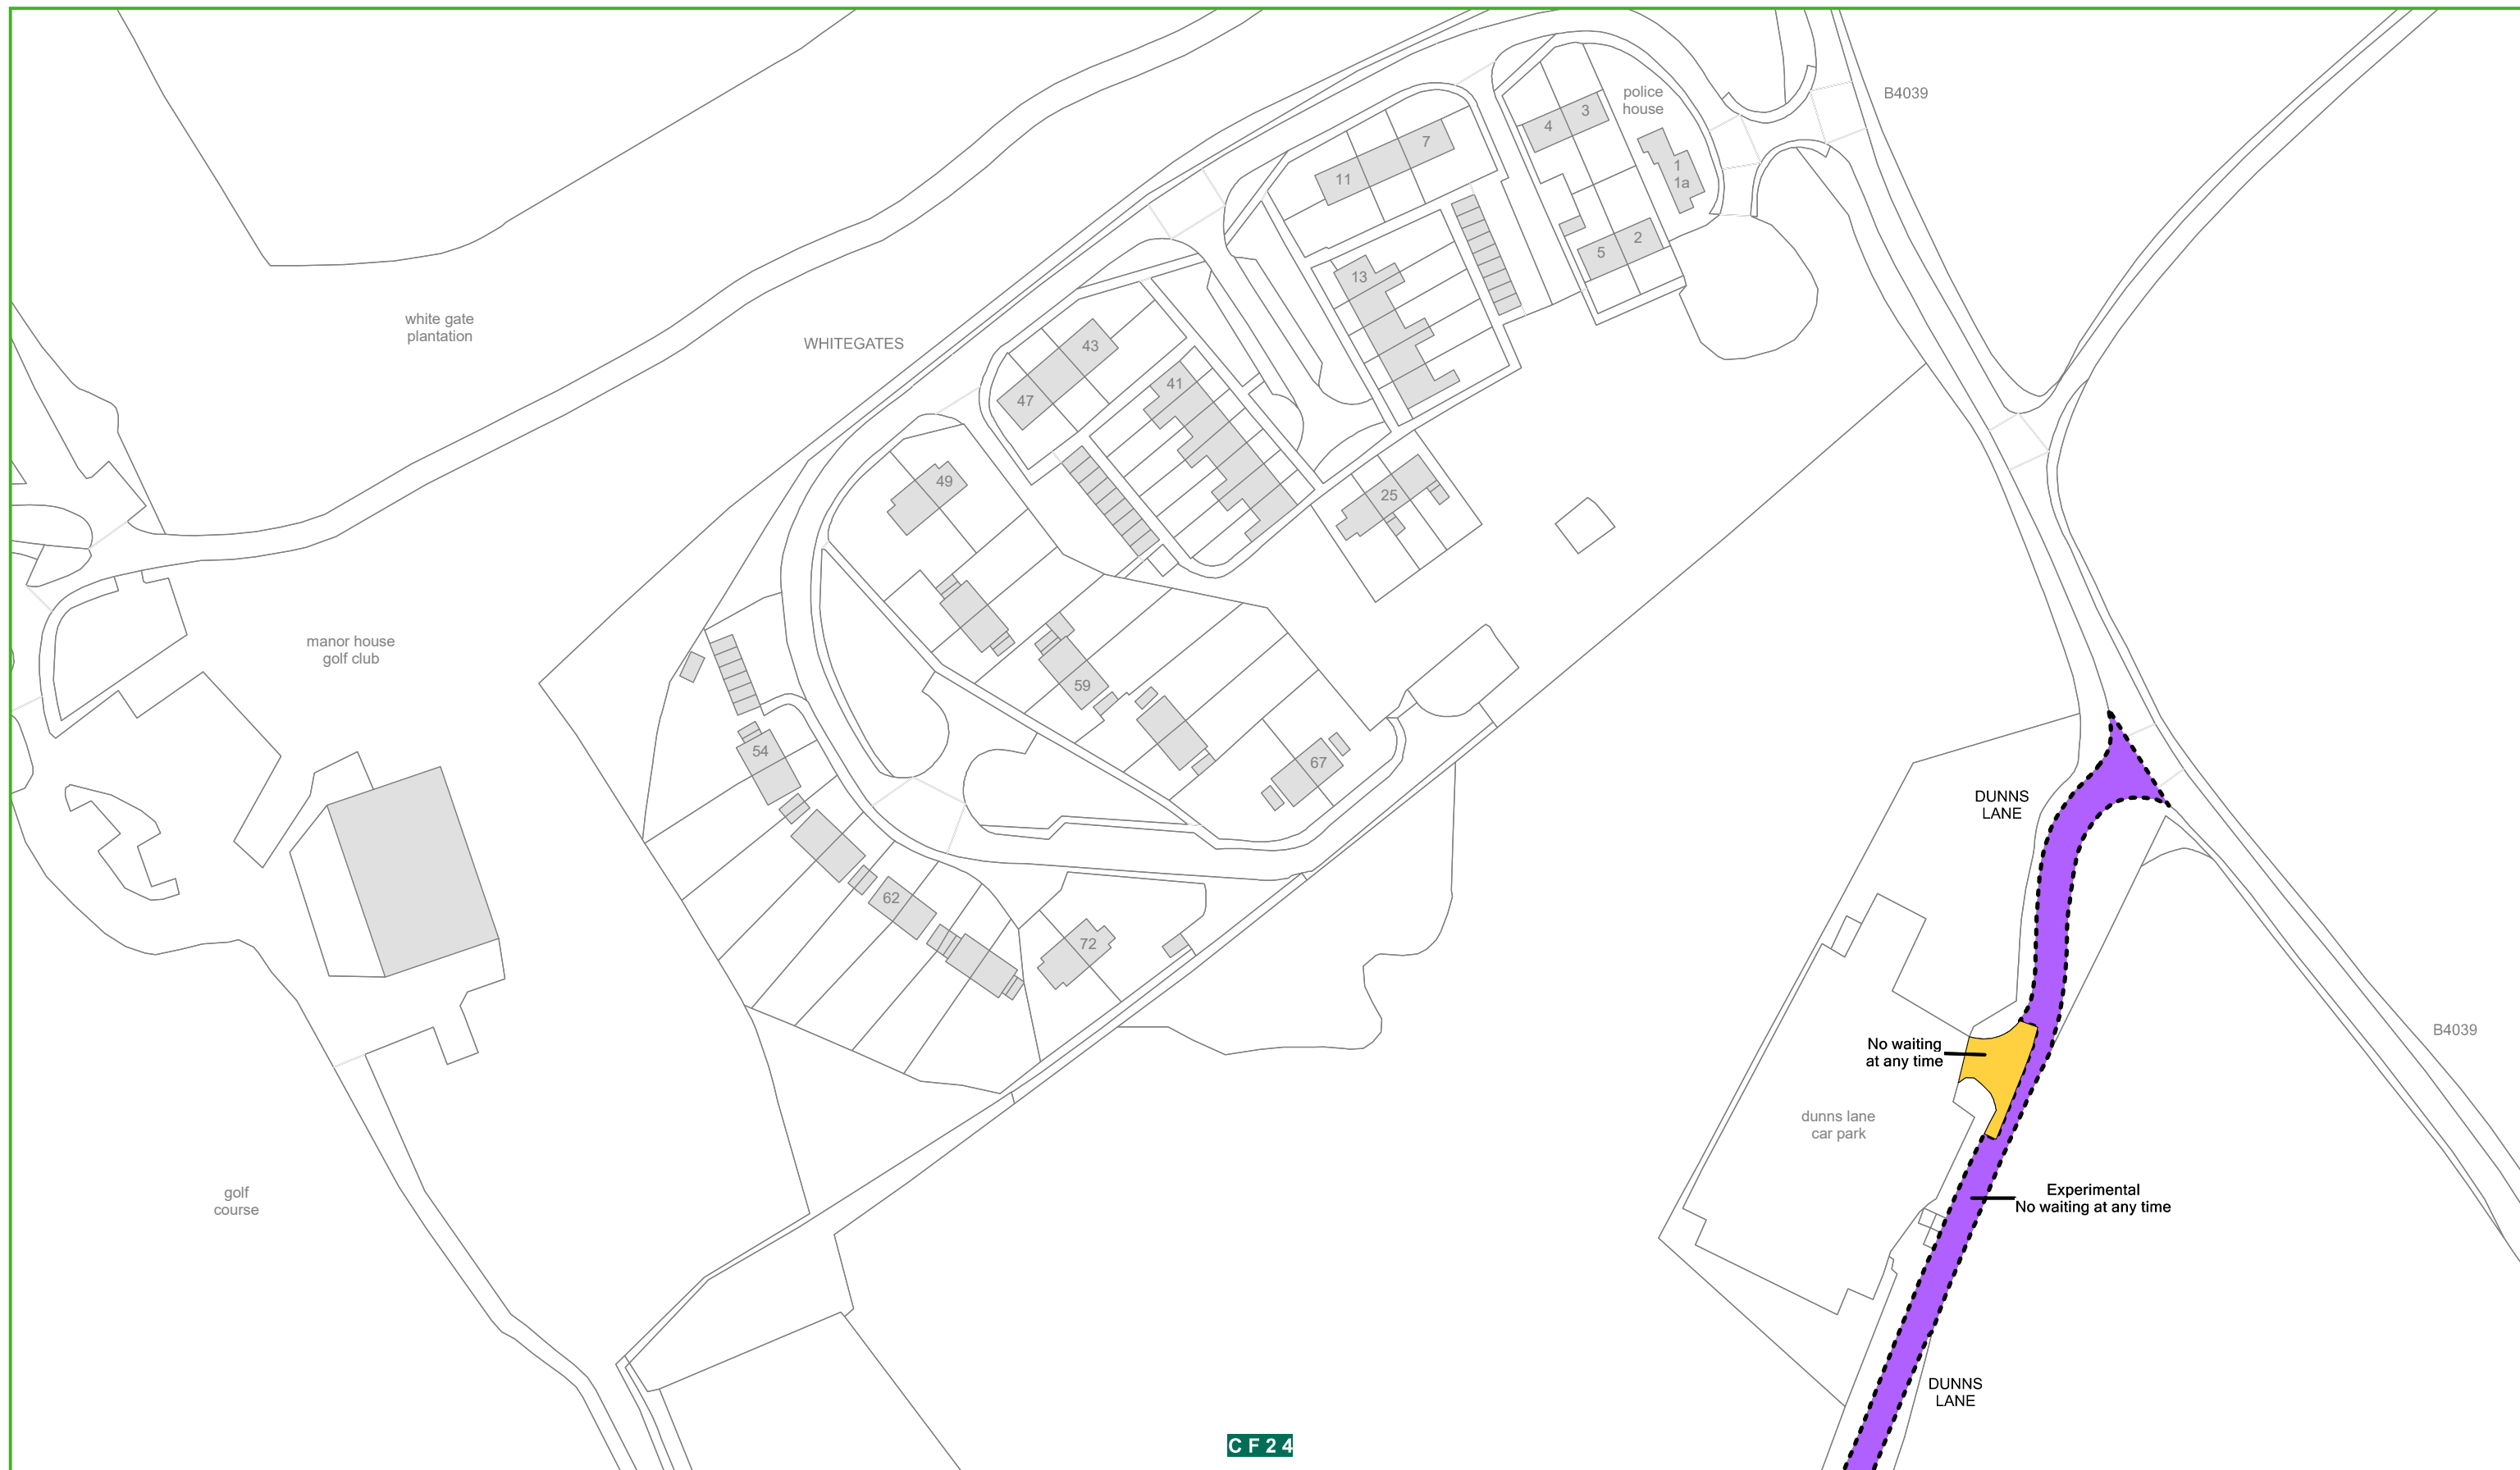 police
house
B4039
3
4
7
11
1
1a
2
5
13
white gate
plantation
WHITEGATES
43
41
47
49
25
manor house
golf club
59
54
67
DUNNS
LANE
62
72
No waiting
at any time
B4039
dunns lane
car park
golf
course
Experimental
No waiting at any time
DUNNS
LANE
CF24